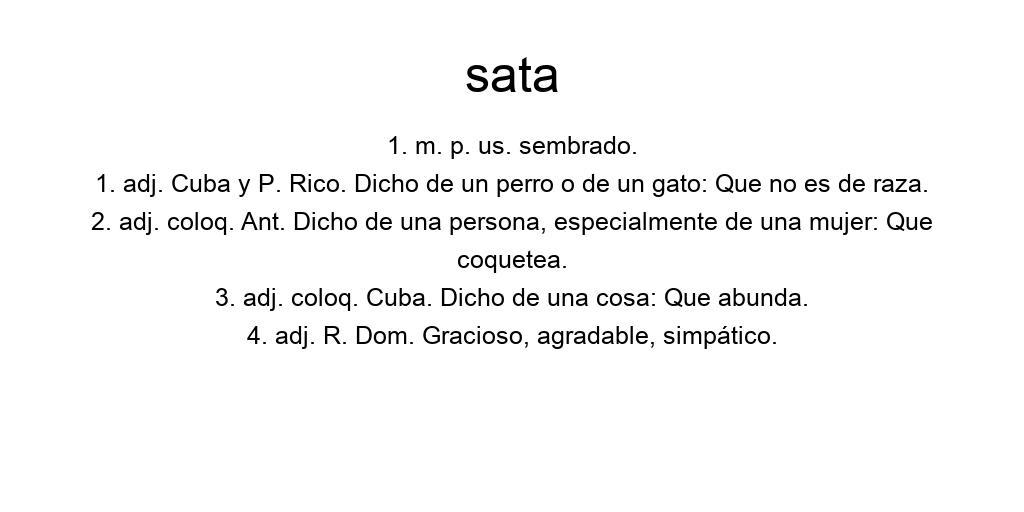 sata
1. m. p. us. sembrado.
1. adj. Cuba y P. Rico. Dicho de un perro o de un gato: Que no es de raza.
2. adj. coloq. Ant. Dicho de una persona, especialmente de una mujer: Que
coquetea.
3. adj. coloq. Cuba. Dicho de una cosa: Que abunda.
4. adj. R. Dom. Gracioso, agradable, simpático.